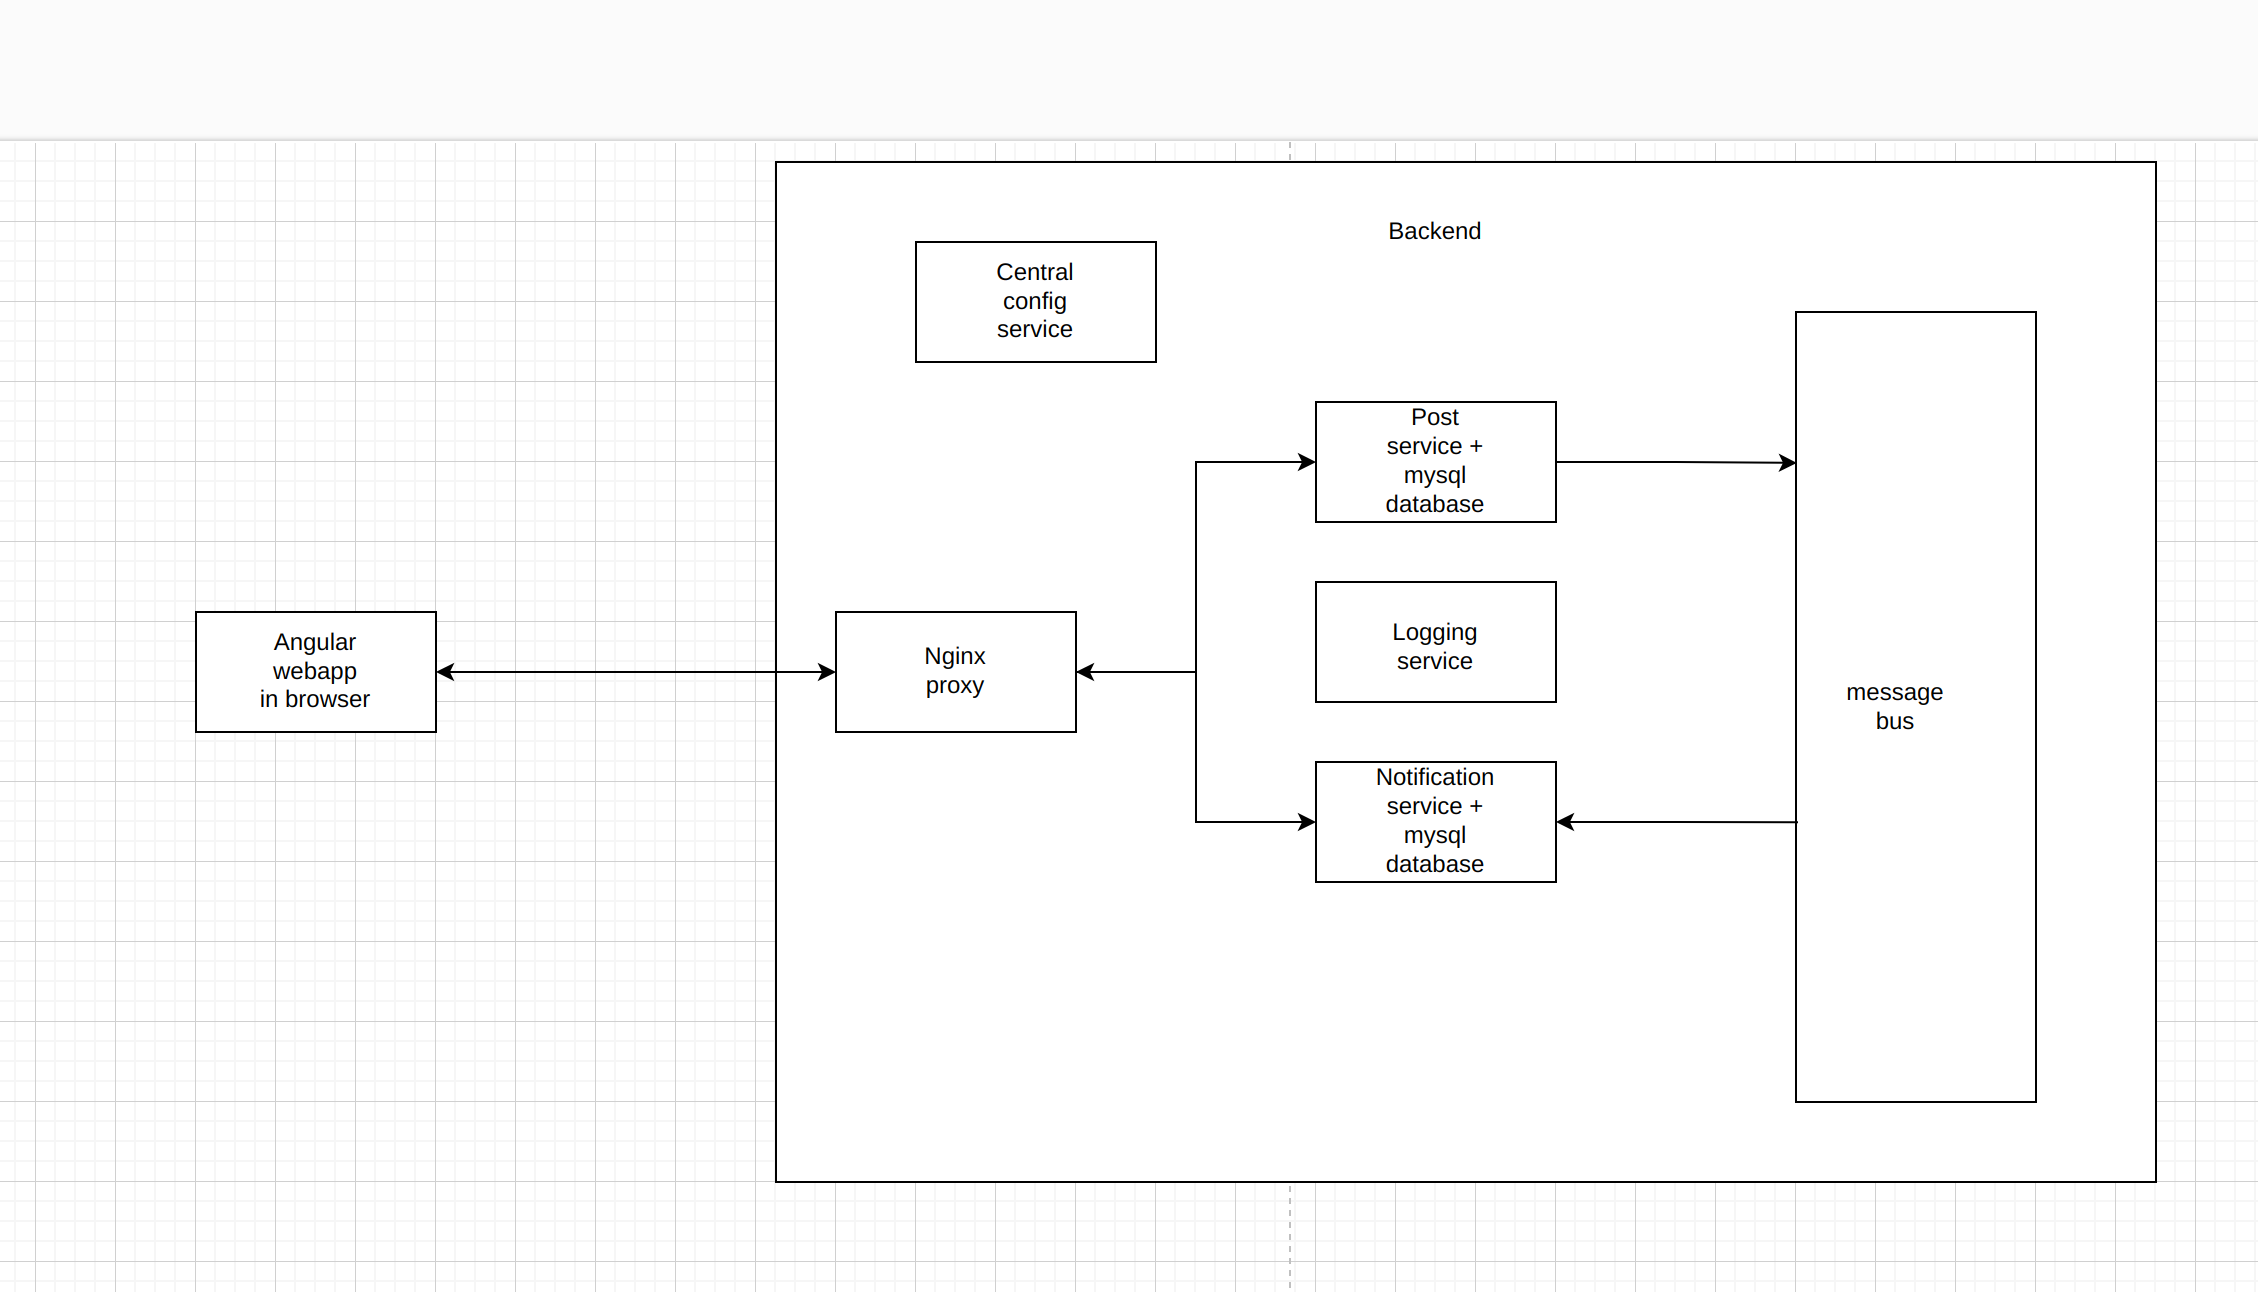 Backend
Central
config
service
Post
service +
mysql
database
Angular
webapp
in browser
Nginx
proxy
Logging
service
message
bus
Notification
service +
mysql
database